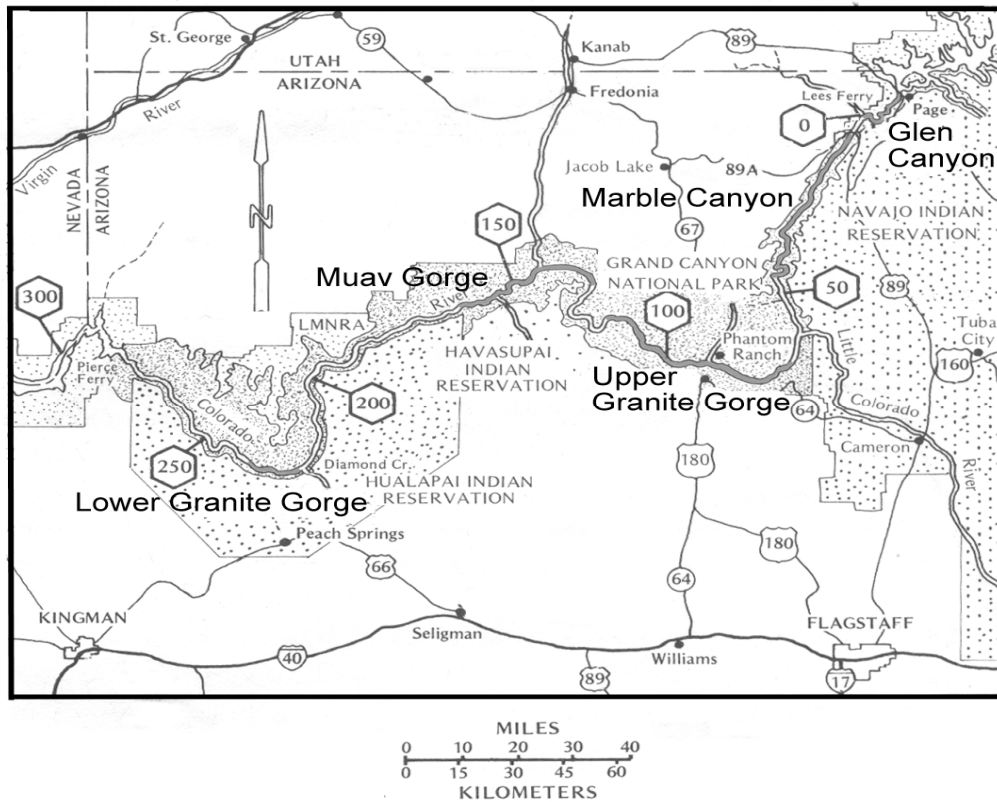 St. George
59
UTAH
ARIZONA
Kanab
89
Fredonia
Lees Ferry
Page
0
Glen
Canyon
Virgin
River
NEVADA
ARIZONA
N
Jacob Lake
89A
Marble Canyon
67
NAVAJO INDIAN
RESERVATION
150
Muav Gorge
River
GRAND CANYON
NATIONAL PARK
50
89
300
LMNRA
100
Phantom
Ranch
Little
Colorado
River
Tuba
City
160
Pierce
Ferry
HAVASUPAI
INDIAN
RESERVATION
200
Upper
Granite Gorge
64
Colorado
250
Diamond Cr.
HUALAPAI INDIAN
RESERVATION
180
Cameron
Lower Granite Gorge
Peach Springs
66
180
64
KINGMAN
Seligman
FLAGSTAFF
40
Williams
89
17
MILES
0 10 20 30 40
0 15 30 45 60
KILOMETERS